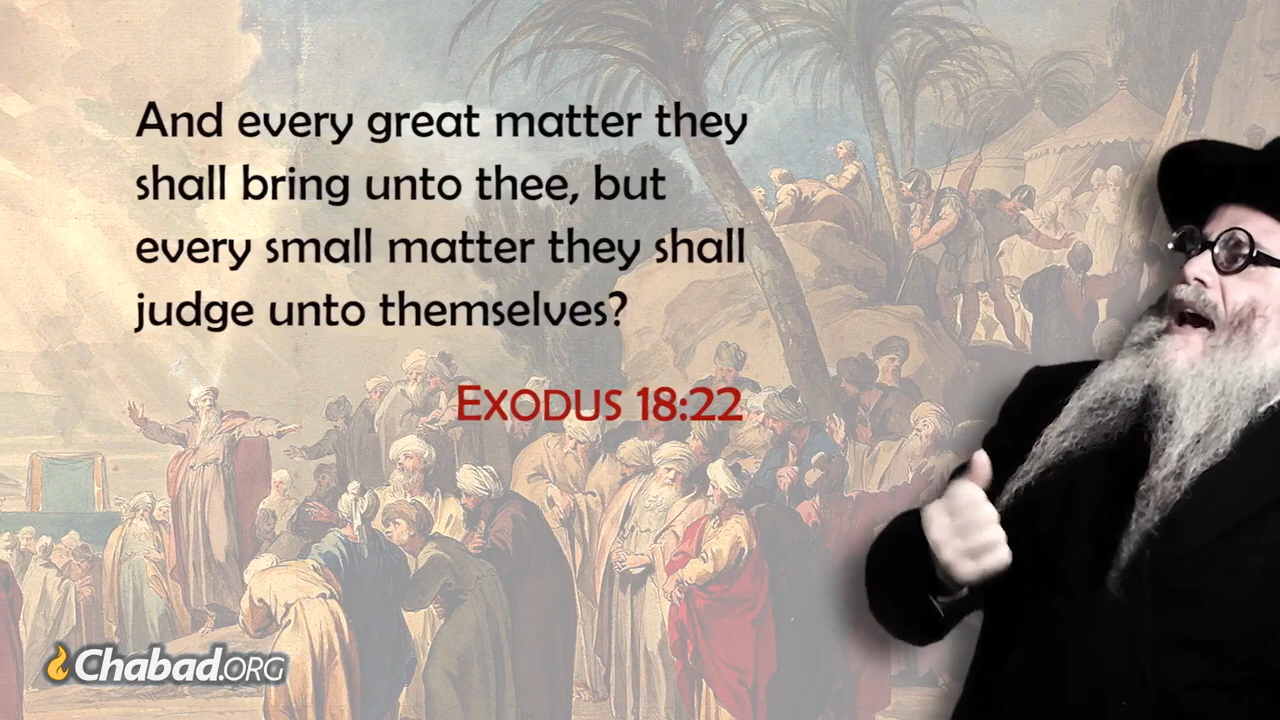 And every great matter they
shall bring unto thee, but
every small matter they shall
judge unto themselves?
EXODUS 18:22
Chabad.ORG